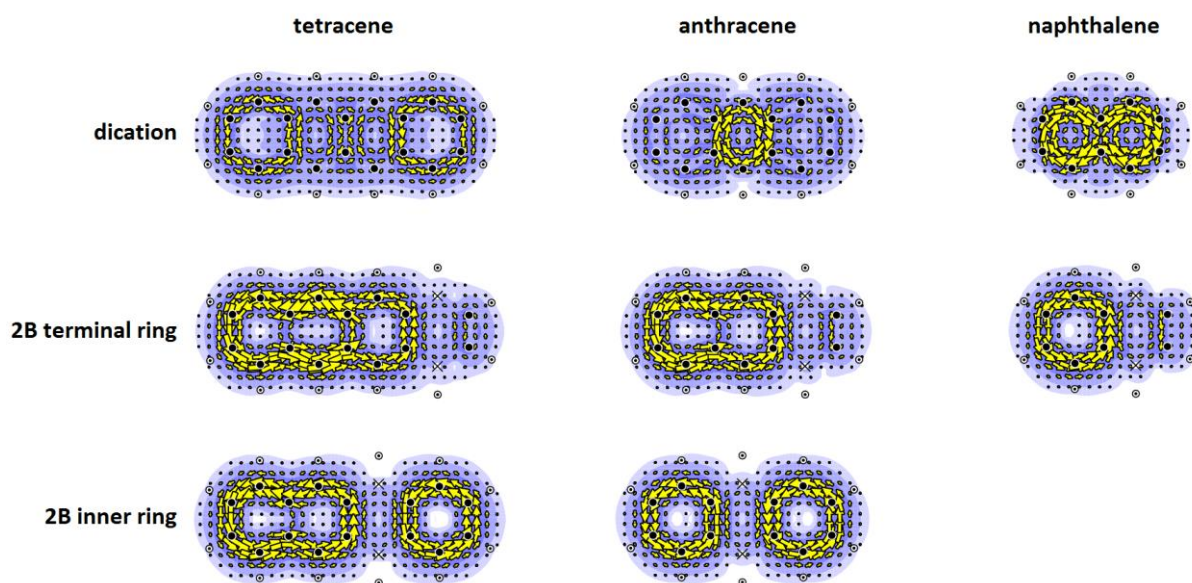 tetracene anthracene naphthalene
dication
2B terminal ring
2B inner ring